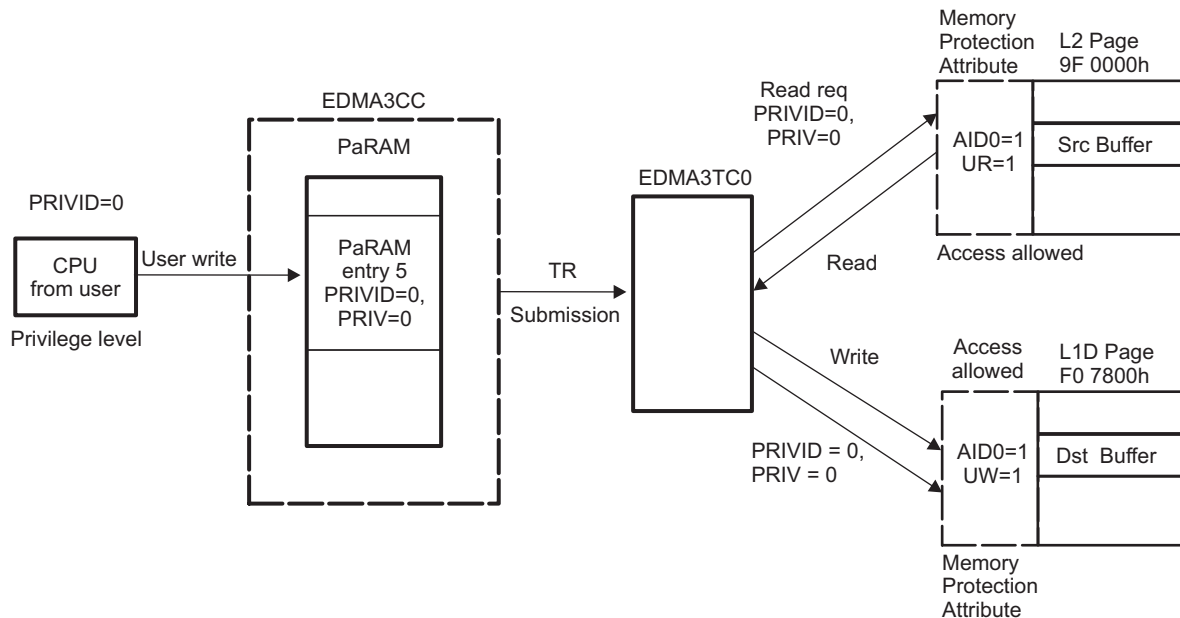 PRIVID=0
CPU
from user
Privilege level
User write
EDMA3CC
PaRAM
PaRAM
entry 5
PRIVID=0,
PRIV=0
TR
Submission
EDMA3TC0
Read req
PRIVID=0,
PRIV=0
Read
Memory
Protection
Attribute
L2 Page
9F 0000h
AID0=1
UR=1
Src Buffer
Access allowed
Write
PRIVID = 0,
PRIV = 0
Access
allowed
L1D Page
F0 7800h
AID0=1
UW=1
Dst Buffer
Memory
Protection
Attribute